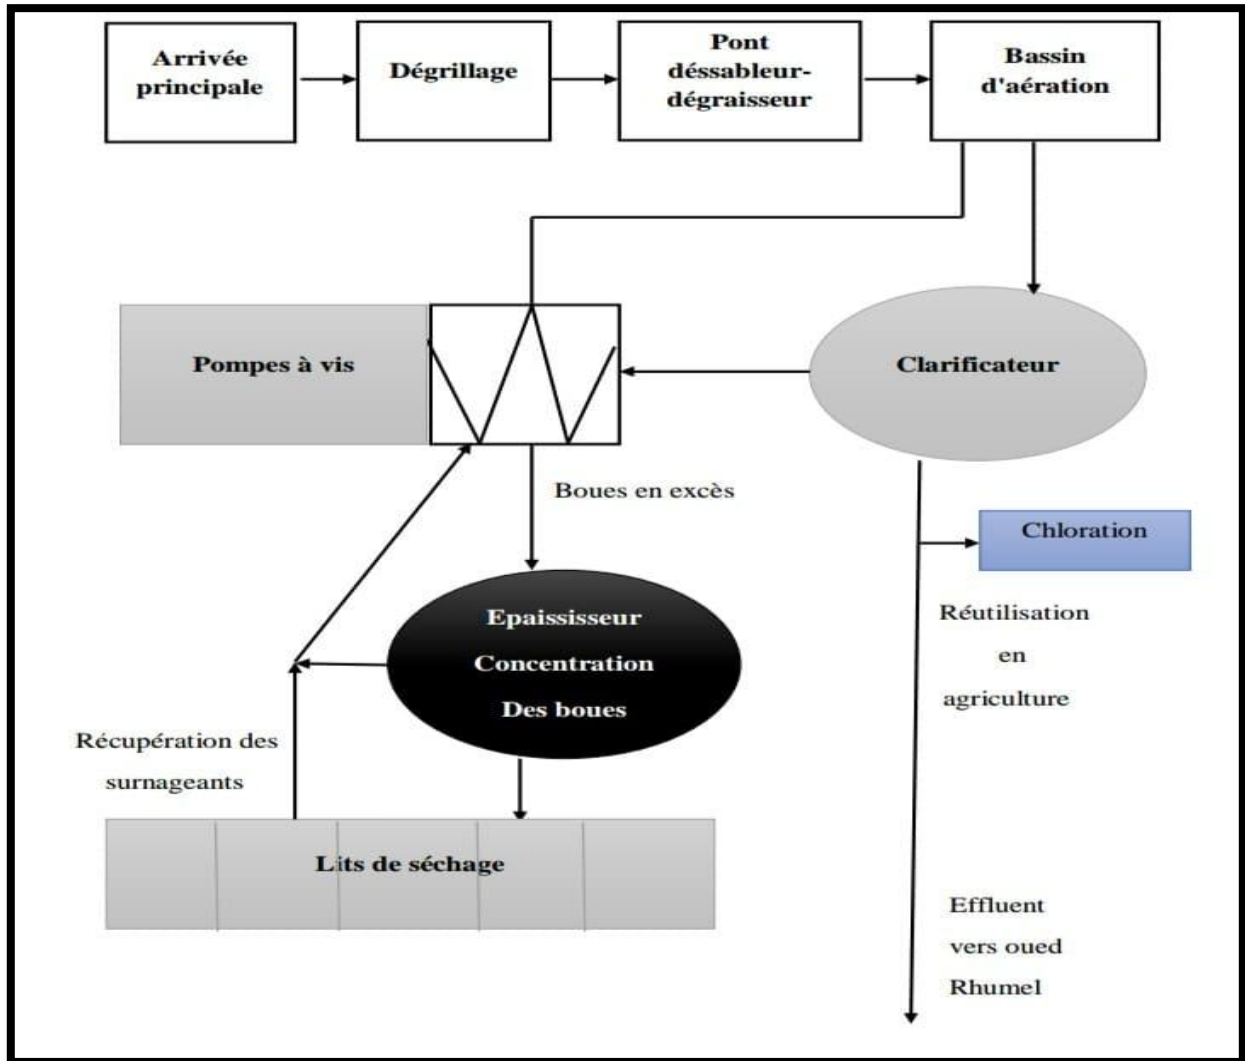 Arrivée
principale
Dégrillage
Pont
déssableur-
dégraisseur
Bassin
d'aération
Pompes à vis
Clarificateur
Boues en excès
Chloration
Epaississeur
Concentration
Des boues
Réutilisation
en
agriculture
Récupération des
surnageants
Lits de séchage
Effluent
vers oued
Rhumel